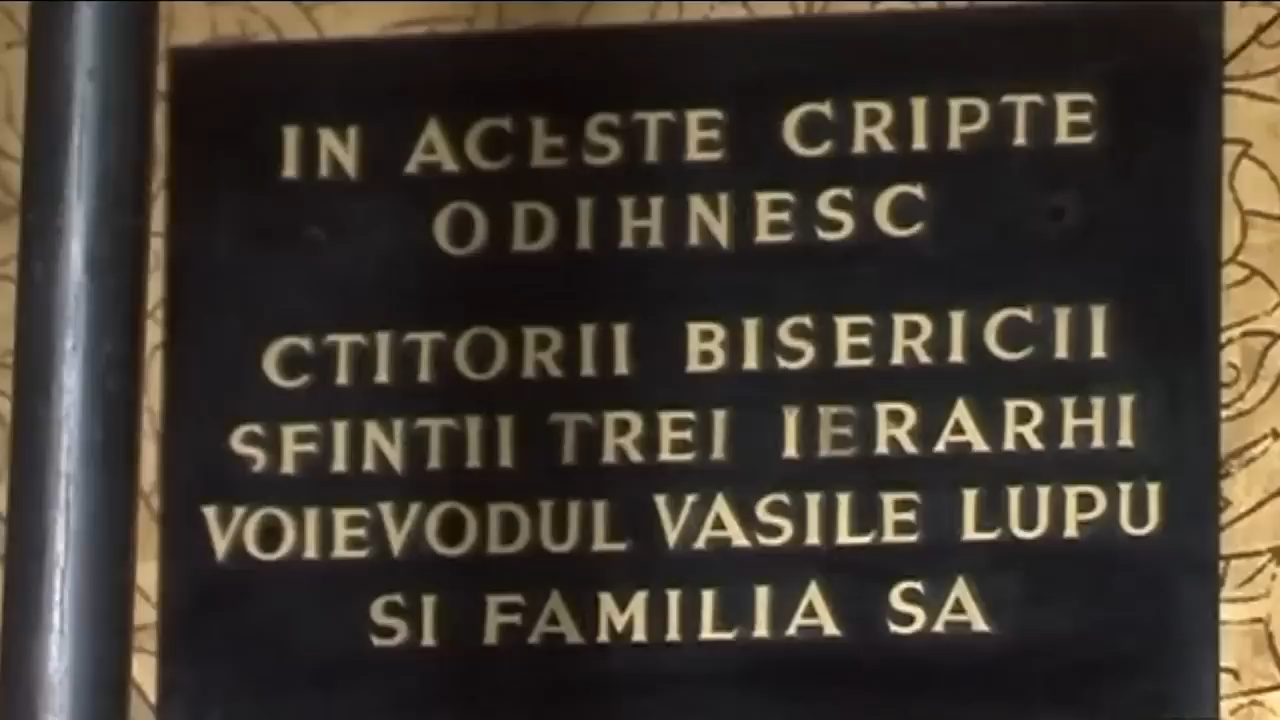 IN ACESTE CRIPTE
ODIHNESC
CTITORII BISERICII
SFINTII TREI IERARHI
VOIEVODUL VASILE LUPU
SI FAMILIA SA